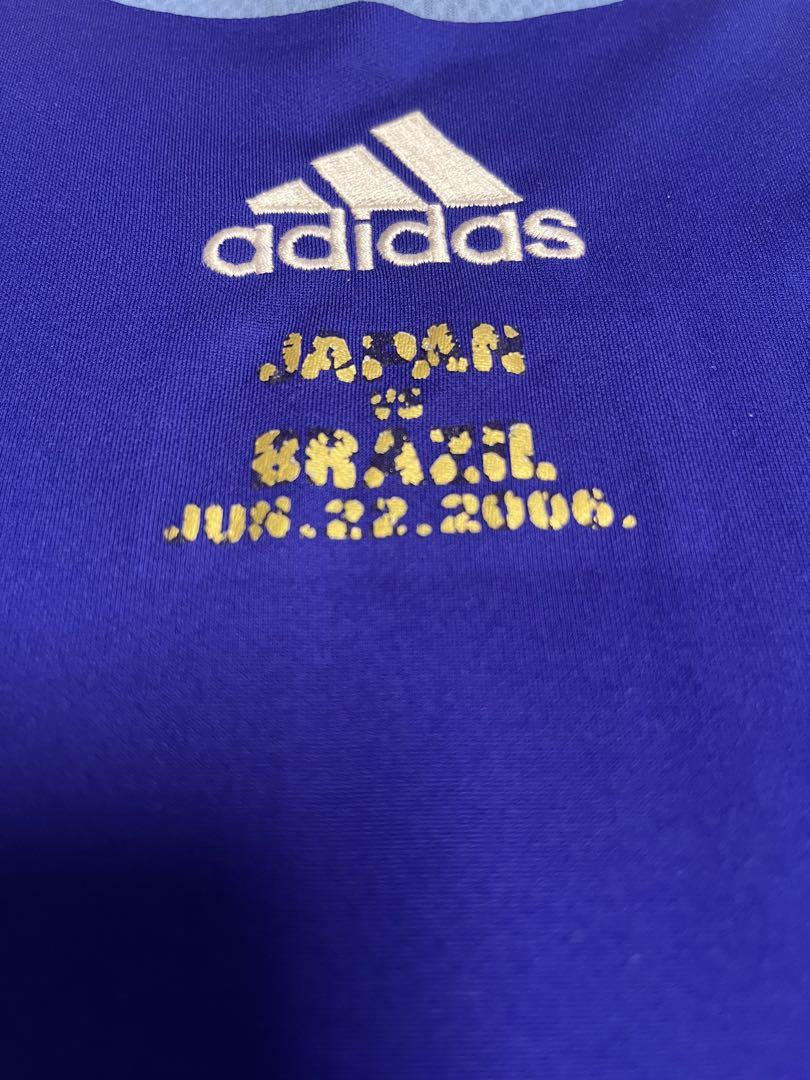 adidas
JAPAN
VS
BRAZIL
JUN.22.2006.